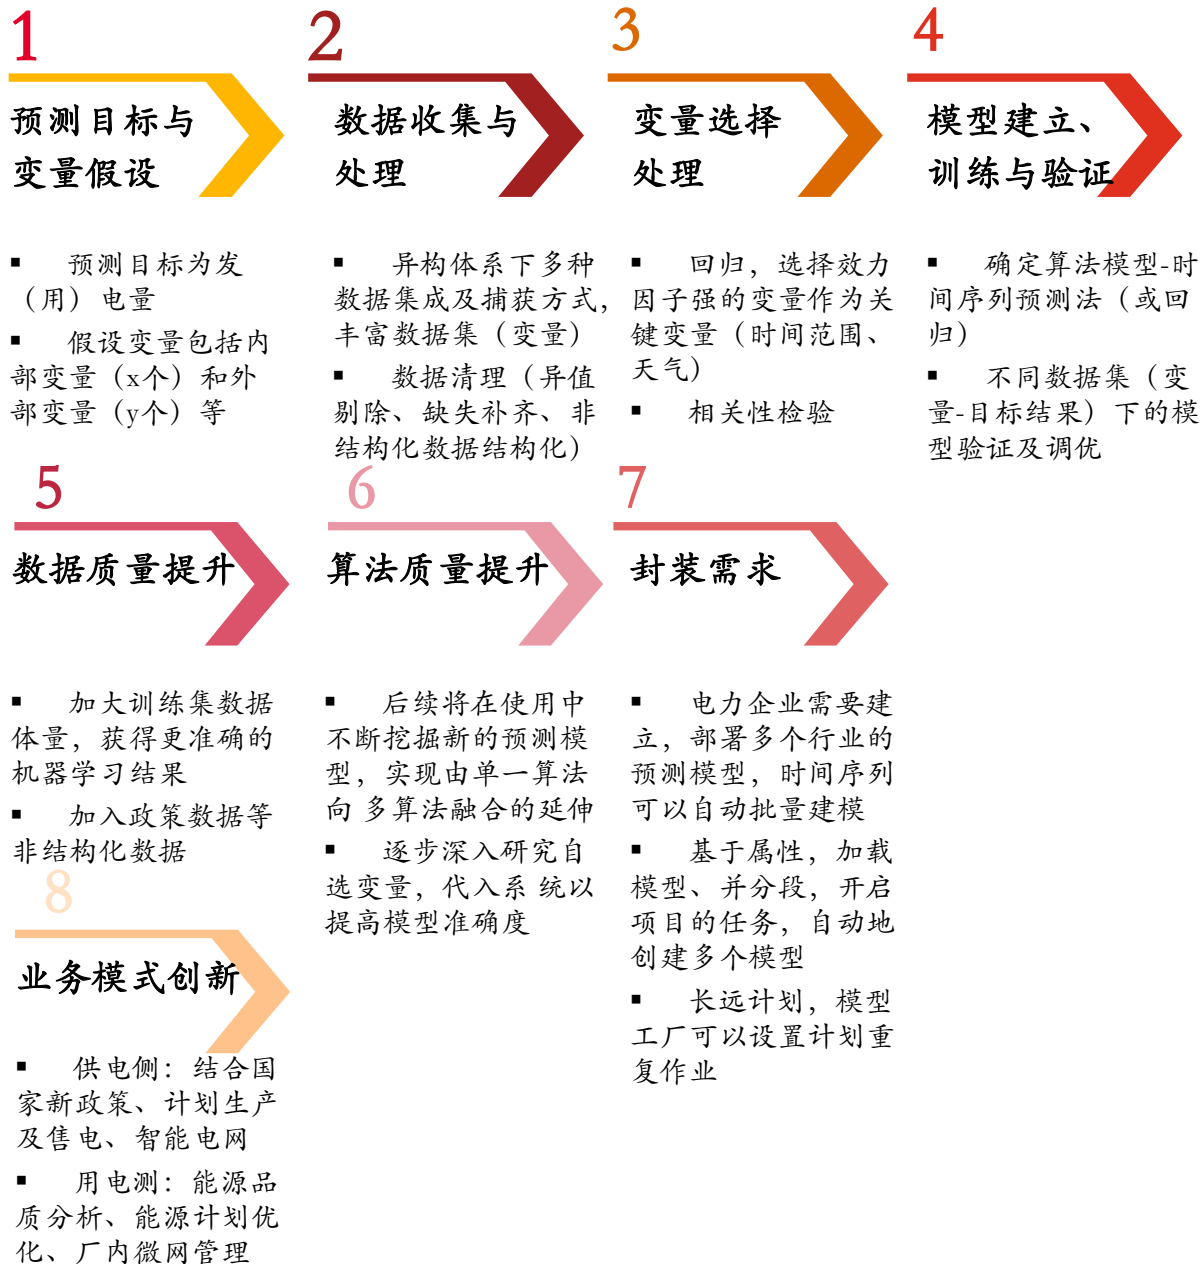 1
预测目标与
变量假设
▪ 预测目标为发
（用）电量
▪ 假设变量包括内
部变量（x个）和外
部变量（y个）等
2
数据收集与
处理
▪ 异构体系下多种
数据集成及捕获方式，
丰富数据集（变量）
▪ 数据清理（异值
剔除、缺失补齐、非
结构化数据结构化）
3
变量选择
处理
▪ 回归，选择效力
因子强的变量作为关
键变量（时间范围、
天气）
▪ 相关性检验
4
模型建立、
训练与验证
▪ 确定算法模型-时
间序列预测法（或回
归）
▪ 不同数据集（变
量-目标结果）下的模
型验证及调优
5
数据质量提升
▪ 加大训练集数据
体量，获得更准确的
机器学习结果
▪ 加入政策数据等
非结构化数据
6
算法质量提升
▪ 后续将在使用中
不断挖掘新的预测模
型，实现由单一算法
向 多算法融合的延伸
▪ 逐步深入研究自
选变量，代入系 统以
提高模型准确度
7
封装需求
▪ 电力企业需要建
立，部署多个行业的
预测模型，时间序列
可以自动批量建模
▪ 基于属性，加载
模型、并分段，开启
项目的任务，自动地
创建多个模型
▪ 长远计划，模型
工厂可以设置计划重
复作业
8
业务模式创新
▪ 供电侧：结合国
家新政策、计划生产
及售电、智能电网
▪ 用电测：能源品
质分析、能源计划优
化、厂内微网管理